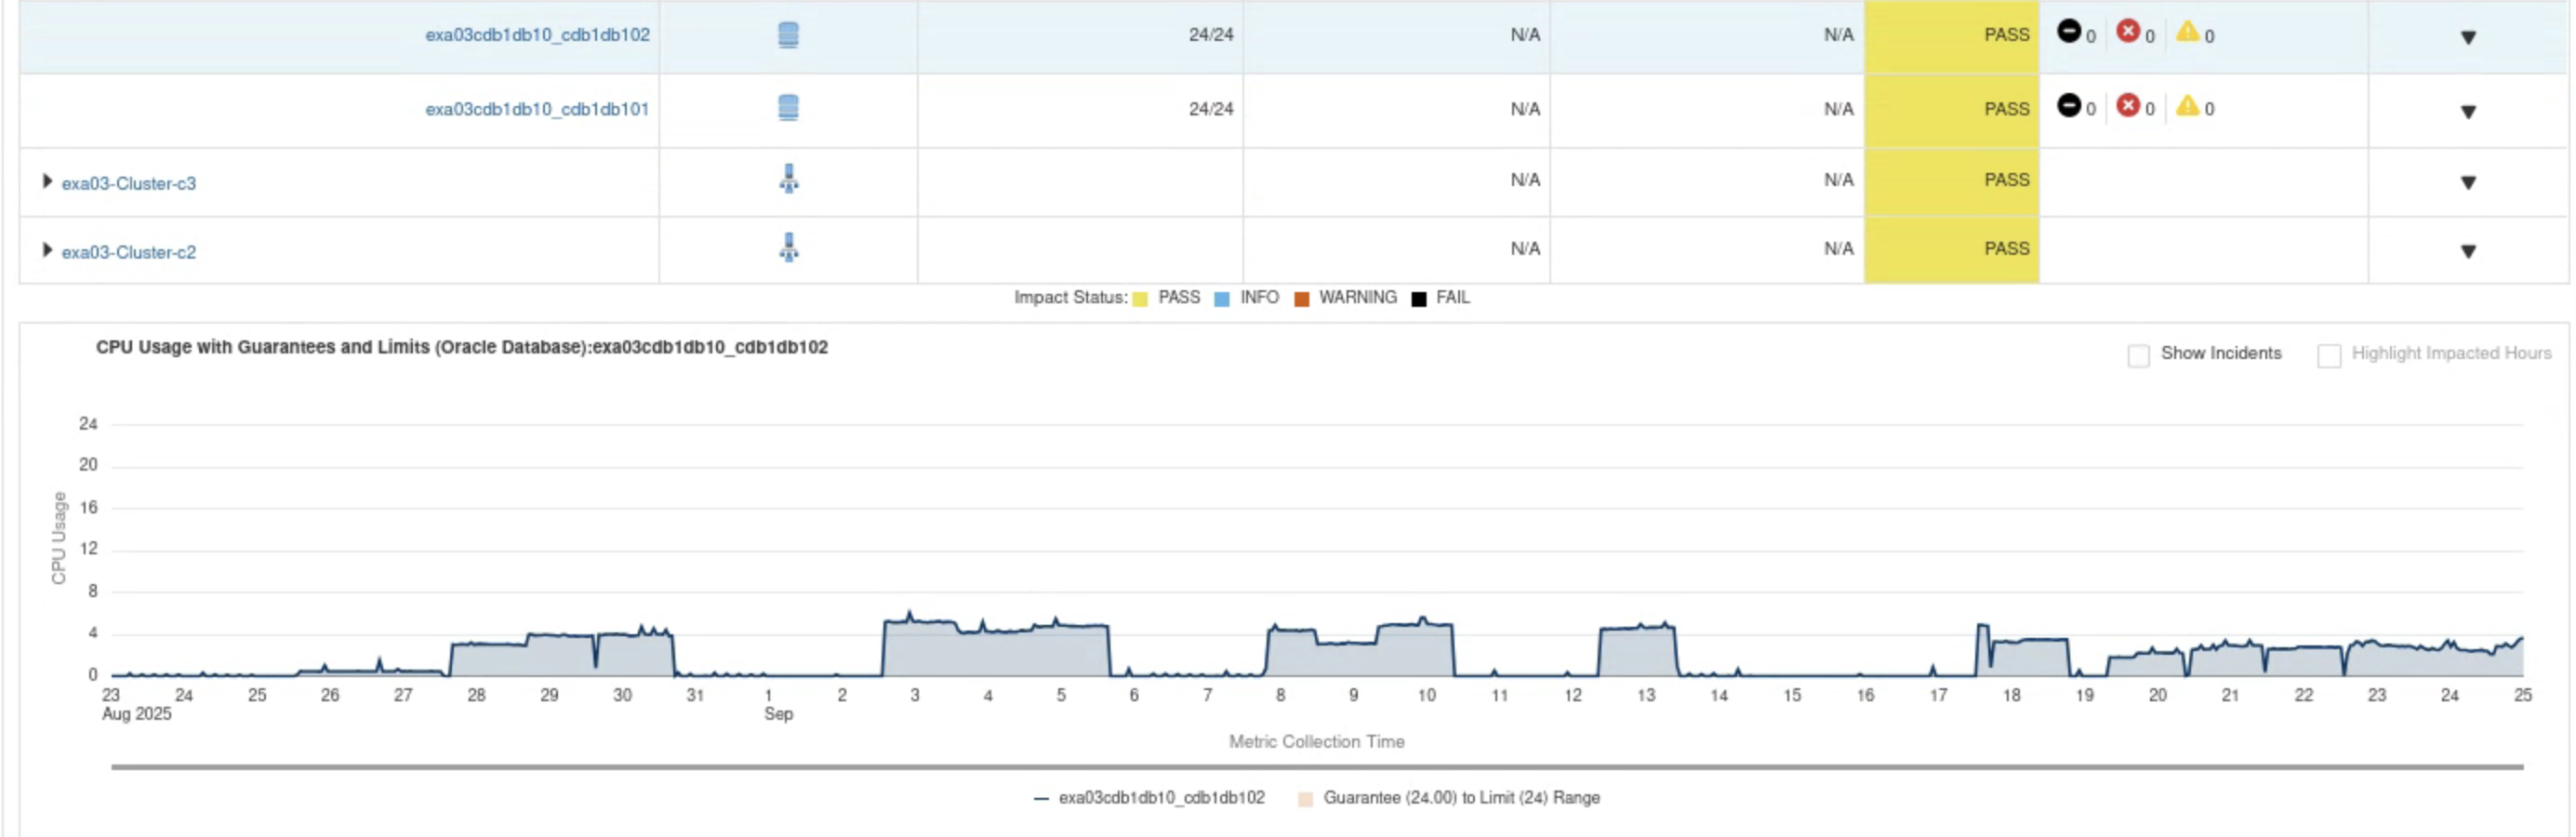 exa03cdb1db10_cdb1db102 24/24 N/A N/A PASS 0 0 0
exa03cdb1db10_cdb1db101 24/24 N/A N/A PASS 0 0 0
exa03-Cluster-c3 N/A N/A PASS
exa03-Cluster-c2 N/A N/A PASS
Impact Status: PASS INFO WARNING FAIL
CPU Usage with Guarantees and Limits (Oracle Database):exa03cdb1db10_cdb1db102
Show Incidents Highlight Impacted Hours
CPU Usage
24
20
16
12
8
4
0
23 24 25 26 27 28 29 30 31 1 2 3 4 5 6 7 8 9 10 11 12 13 14 15 16 17 18 19 20 21 22 23 24 25
Aug 2025 Sep
Metric Collection Time
exa03cdb1db10_cdb1db102 Guarantee (24.00) to Limit (24) Range